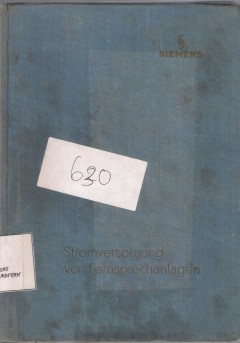 SIEMENS
620
Stromversorgung
von Fernsprechanlagen